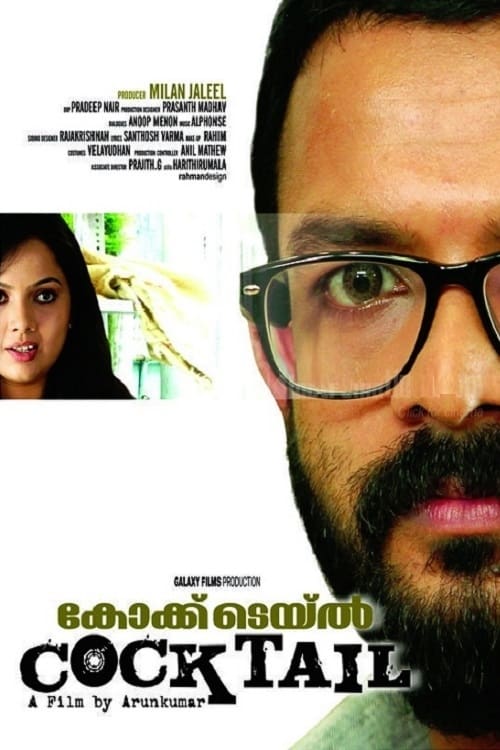 PRODUCER MILAN JALEEL
DOP PRADEEP NAIR PRODUCTION DESIGNER PRASANTH MADHAV
DIALOGUES ANOOP MENON MUSIC ALPHONSE
SOUND DESIGNER RAJAKRISHNAN LYRICS SANTHOSH VARMA MAKE-UP RAHIM
COSTUMES VELAYUDHAN PRODUCTION CONTROLLER ANIL MATHEW
ASSOCIATE DIRECTOR PRAJITH.G HARITHIRUMALA
rahmandesign
GALAXY FILMS PRODUCTION
കോക്ക് ടെയ്ൽ
COCKTAIL
A Film by Arunkumar